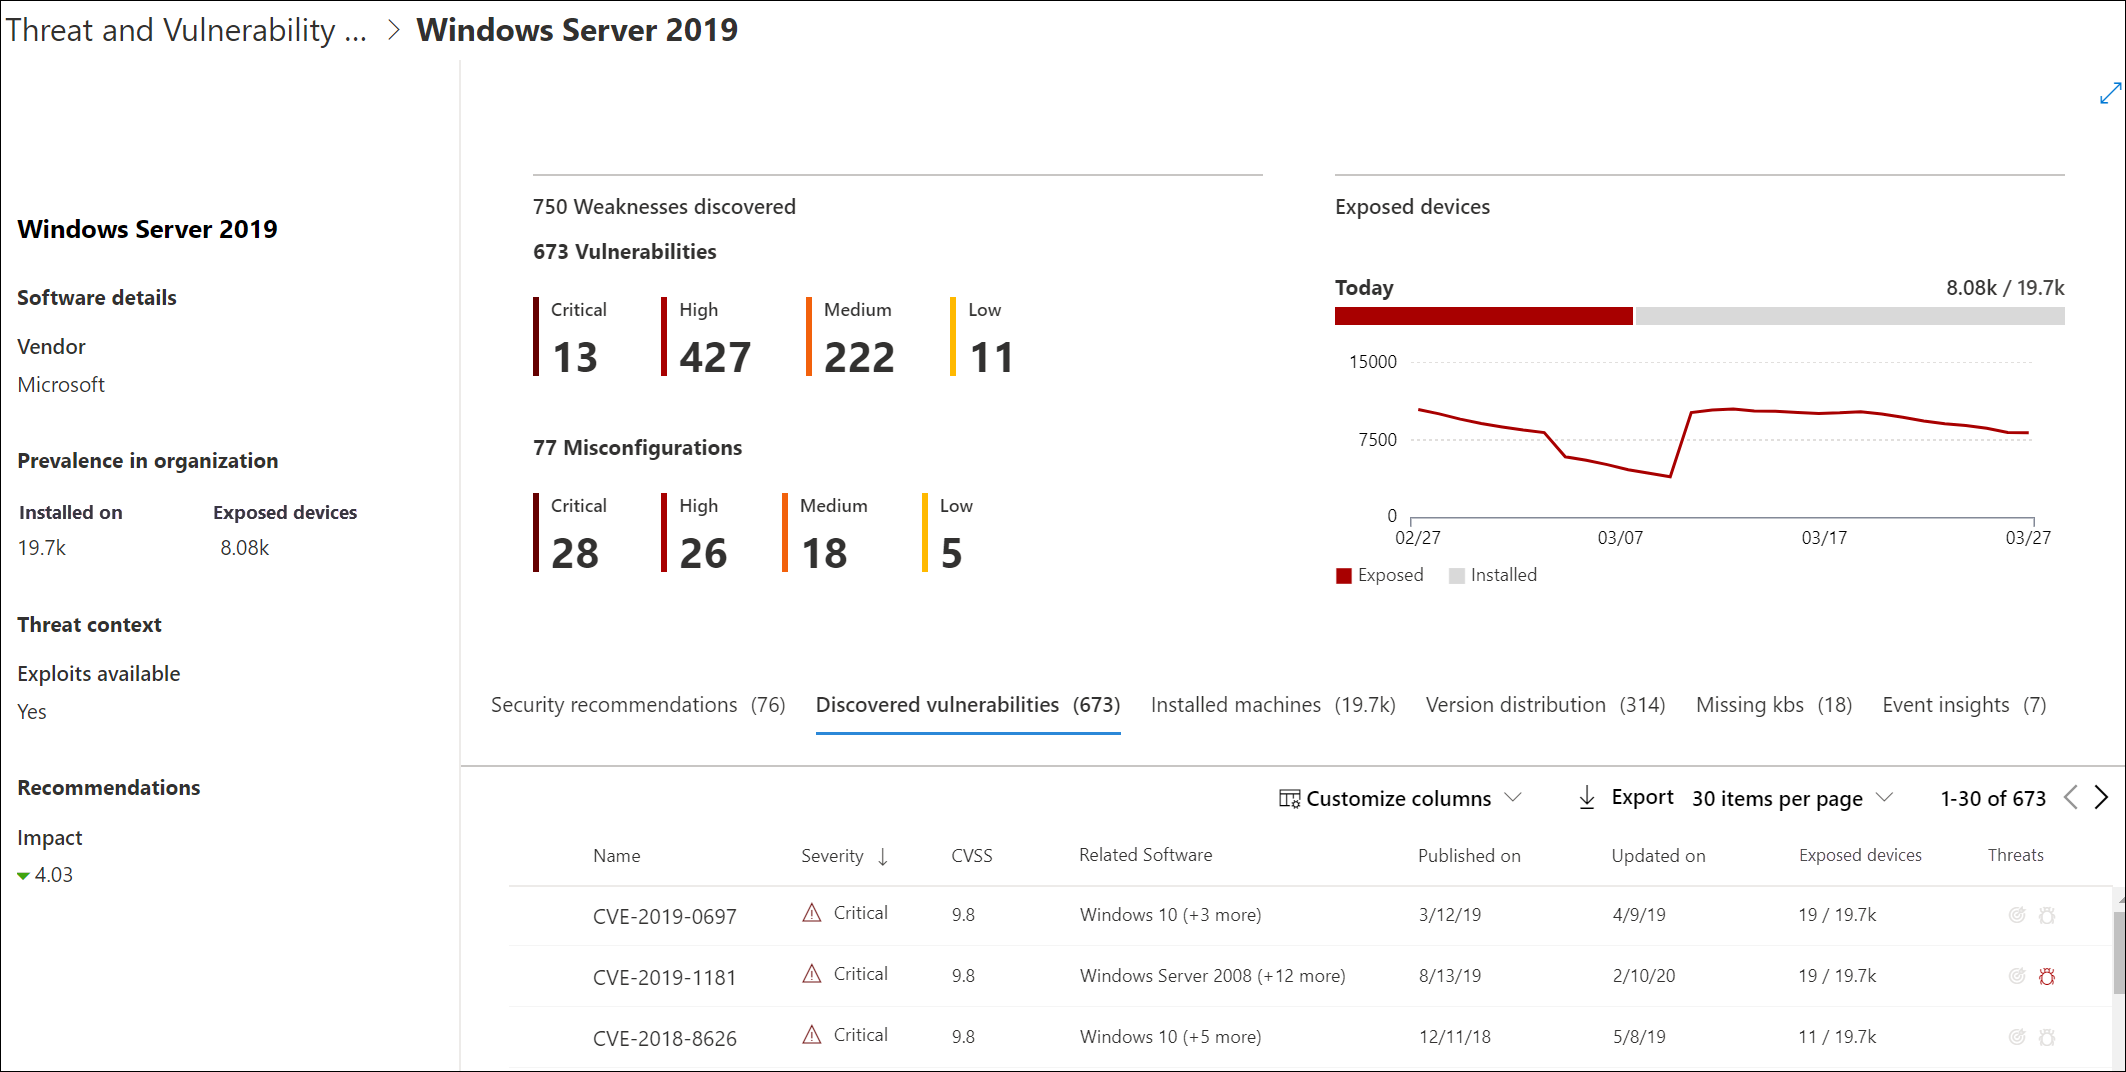 Threat and Vulnerability ... > Windows Server 2019
Windows Server 2019
Software details
Vendor
Microsoft
Prevalence in organization
Installed on Exposed devices
19.7k 8.08k
Threat context
Exploits available
Yes
Recommendations
Impact
4.03
750 Weaknesses discovered
673 Vulnerabilities
Critical High Medium Low
13 427 222 11
77 Misconfigurations
Critical High Medium Low
28 26 18 5
Exposed devices
Today 8.08k / 19.7k
15000
7500
0
02/27 03/07 03/17 03/27
Exposed Installed
Security recommendations (76) Discovered vulnerabilities (673) Installed machines (19.7k) Version distribution (314) Missing kbs (18) Event insights (7)
Customize columns Export 30 items per page 1-30 of 673
Name Severity ↓ CVSS Related Software Published on Updated on Exposed devices Threats
CVE-2019-0697 Critical 9.8 Windows 10 (+3 more) 3/12/19 4/9/19 19 / 19.7k
CVE-2019-1181 Critical 9.8 Windows Server 2008 (+12 more) 8/13/19 2/10/20 19 / 19.7k
CVE-2018-8626 Critical 9.8 Windows 10 (+5 more) 12/11/18 5/8/19 11 / 19.7k